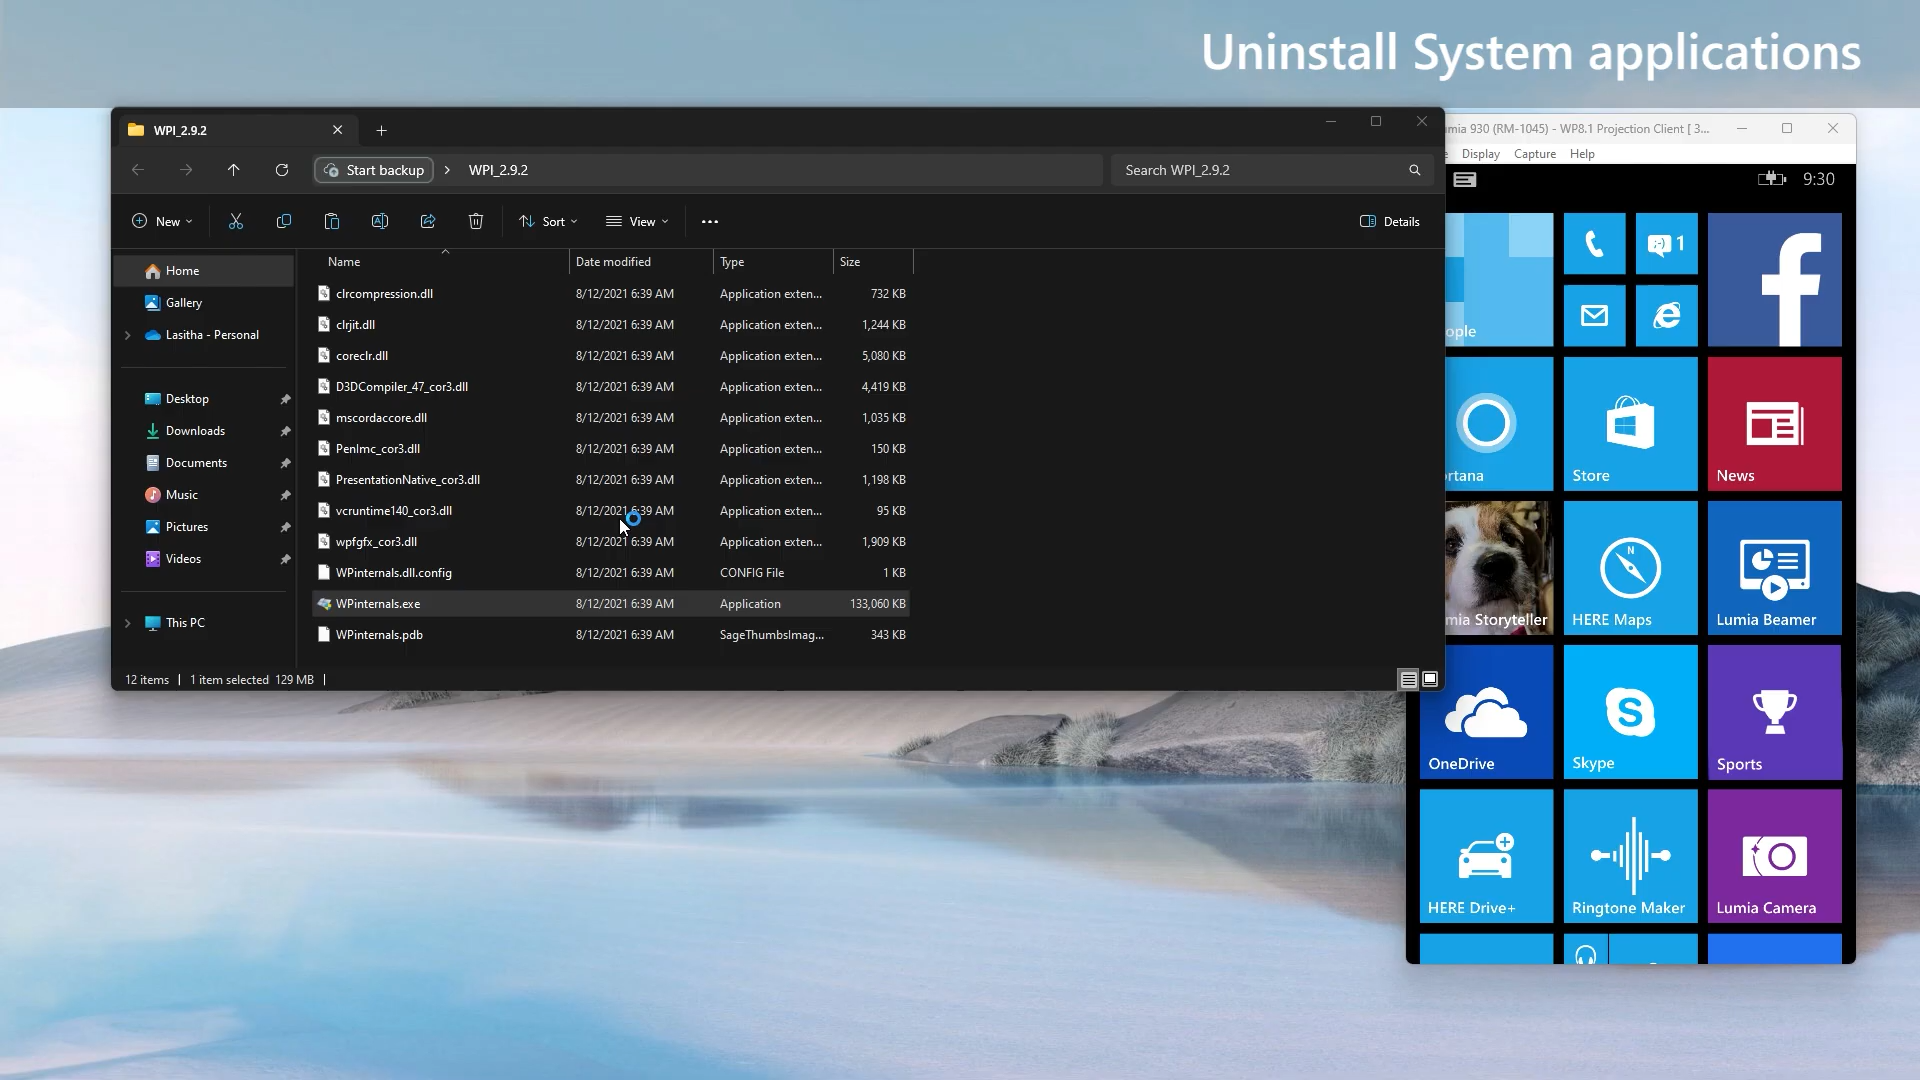 Uninstall System applications
WPI_2.9.2
Start backup > WPI_2.9.2
Search WPI_2.9.2
New
Sort
View
Details
Home
Gallery
Lasitha - Personal
Desktop
Downloads
Documents
Music
Pictures
Videos
This PC
Name Date modified Type Size
clrcompression.dll 8/12/2021 6:39 AM Application exten... 732 KB
clrjit.dll 8/12/2021 6:39 AM Application exten... 1,244 KB
coreclr.dll 8/12/2021 6:39 AM Application exten... 5,080 KB
D3DCompiler_47_cor3.dll 8/12/2021 6:39 AM Application exten... 4,419 KB
mscordaccore.dll 8/12/2021 6:39 AM Application exten... 1,035 KB
PenImc_cor3.dll 8/12/2021 6:39 AM Application exten... 150 KB
PresentationNative_cor3.dll 8/12/2021 6:39 AM Application exten... 1,198 KB
vcruntime140_cor3.dll 8/12/2021 6:39 AM Application exten... 95 KB
wpfgfx_cor3.dll 8/12/2021 6:39 AM Application exten... 1,909 KB
WPinternals.dll.config 8/12/2021 6:39 AM CONFIG File 1 KB
WPinternals.exe 8/12/2021 6:39 AM Application 133,060 KB
WPinternals.pdb 8/12/2021 6:39 AM SageThumbsImag... 343 KB
12 items | 1 item selected 129 MB |
mia 930 (RM-1045) - WP8.1 Projection Client [ 3...
e Display Capture Help
9:30
1
ople
rtana
Store
News
mia Storyteller
HERE Maps
N
Lumia Beamer
OneDrive
Skype
Sports
HERE Drive+
Ringtone Maker
Lumia Camera